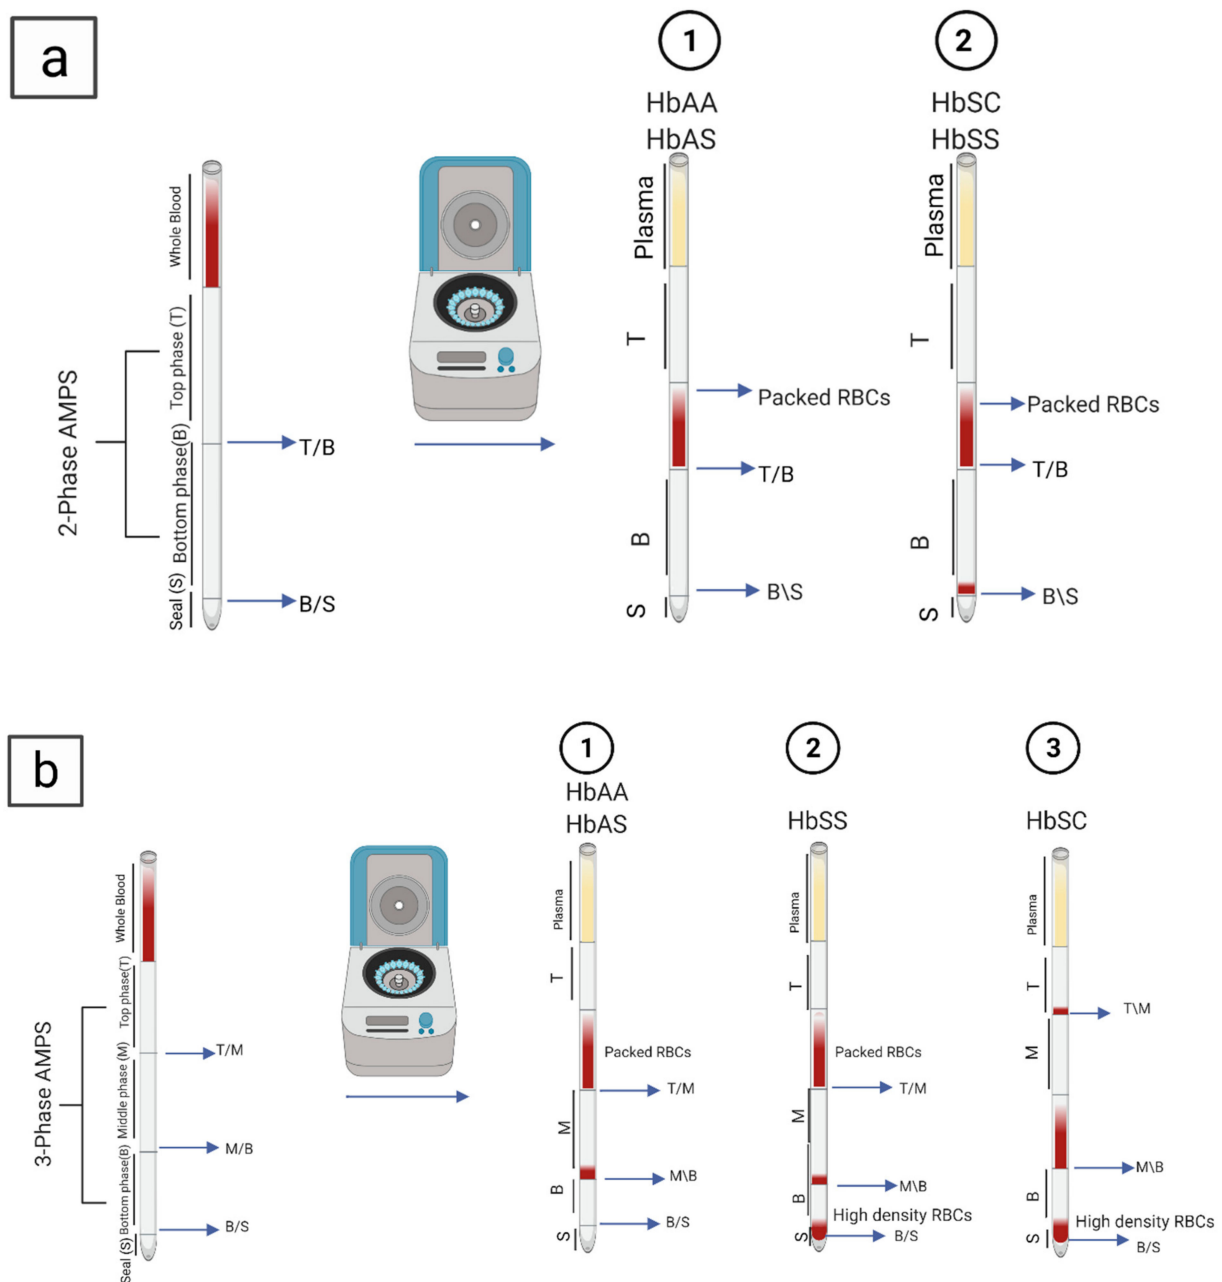 a
1
HbAA
HbAS
2
HbSC
HbSS
2-Phase AMPS
Whole Blood
Top phase (T)
Bottom phase(B)
Seal (S)
T/B
B/S
Plasma
T
B
S
Packed RBCs
T/B
B\S
Plasma
T
B
S
Packed RBCs
T/B
B\S
b
1
HbAA
HbAS
2
HbSS
3
HbSC
3-Phase AMPS
Whole Blood
Top phase(T)
Middle phase (M)
Bottom phase(B)
Seal (S)
T/M
M/B
B/S
Plasma
T
M
B
S
Packed RBCs
T/M
M\B
B/S
Plasma
T
M
B
S
Packed RBCs
T/M
M\B
High density RBCs
B/S
Plasma
T
M
B
S
T\M
M\B
High density RBCs
B/S